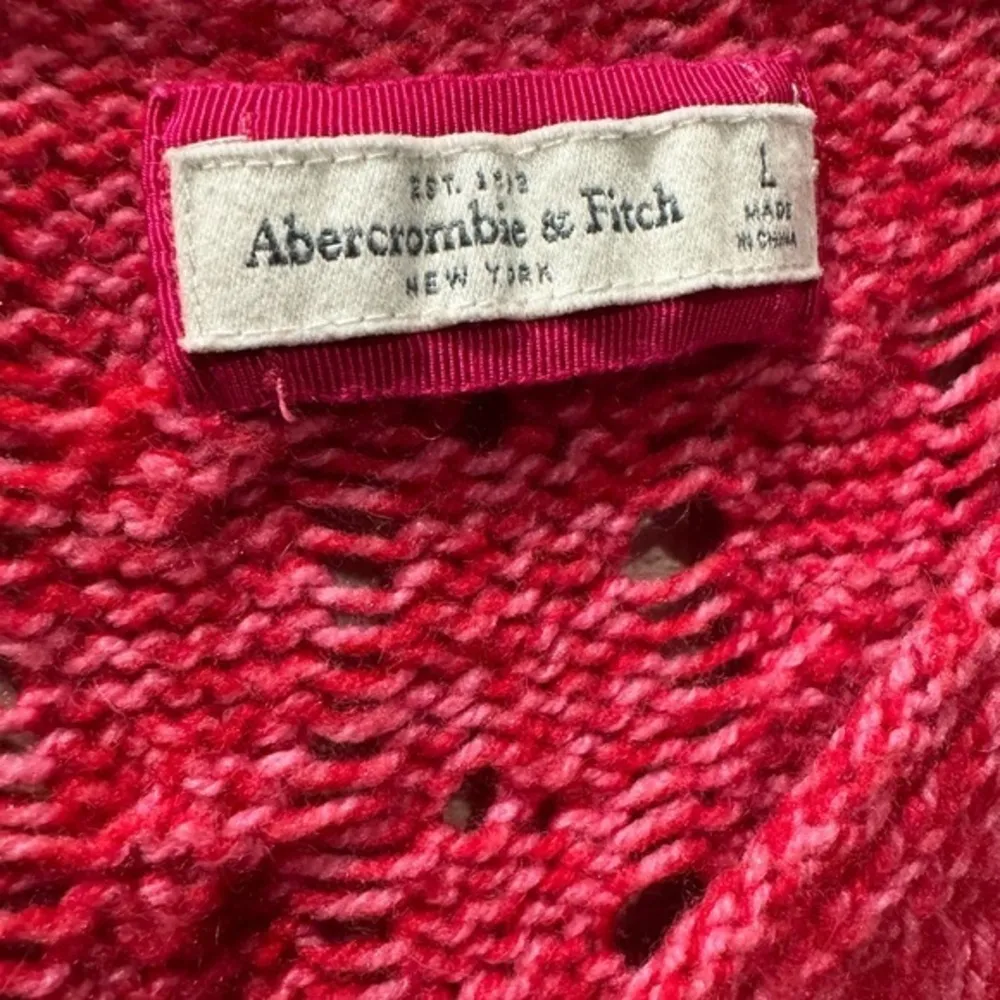 EST. 1892
Abercrombie & Fitch
NEW YORK
L
MADE
IN CHINA